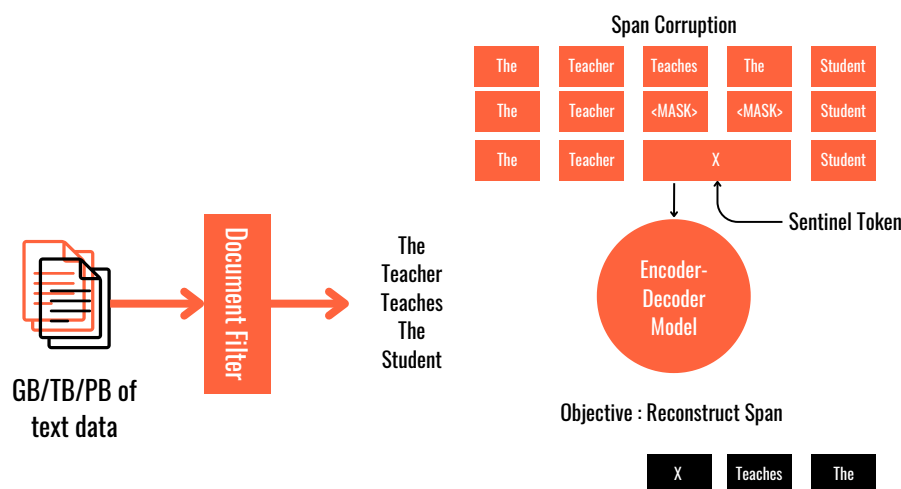 Span Corruption
The Teacher Teaches The Student
The Teacher <MASK> <MASK> Student
The Teacher X Student
Sentinel Token
Document Filter
The
Teacher
Teaches
The
Student
GB/TB/PB of
text data
Encoder-
Decoder
Model
Objective : Reconstruct Span
X Teaches The